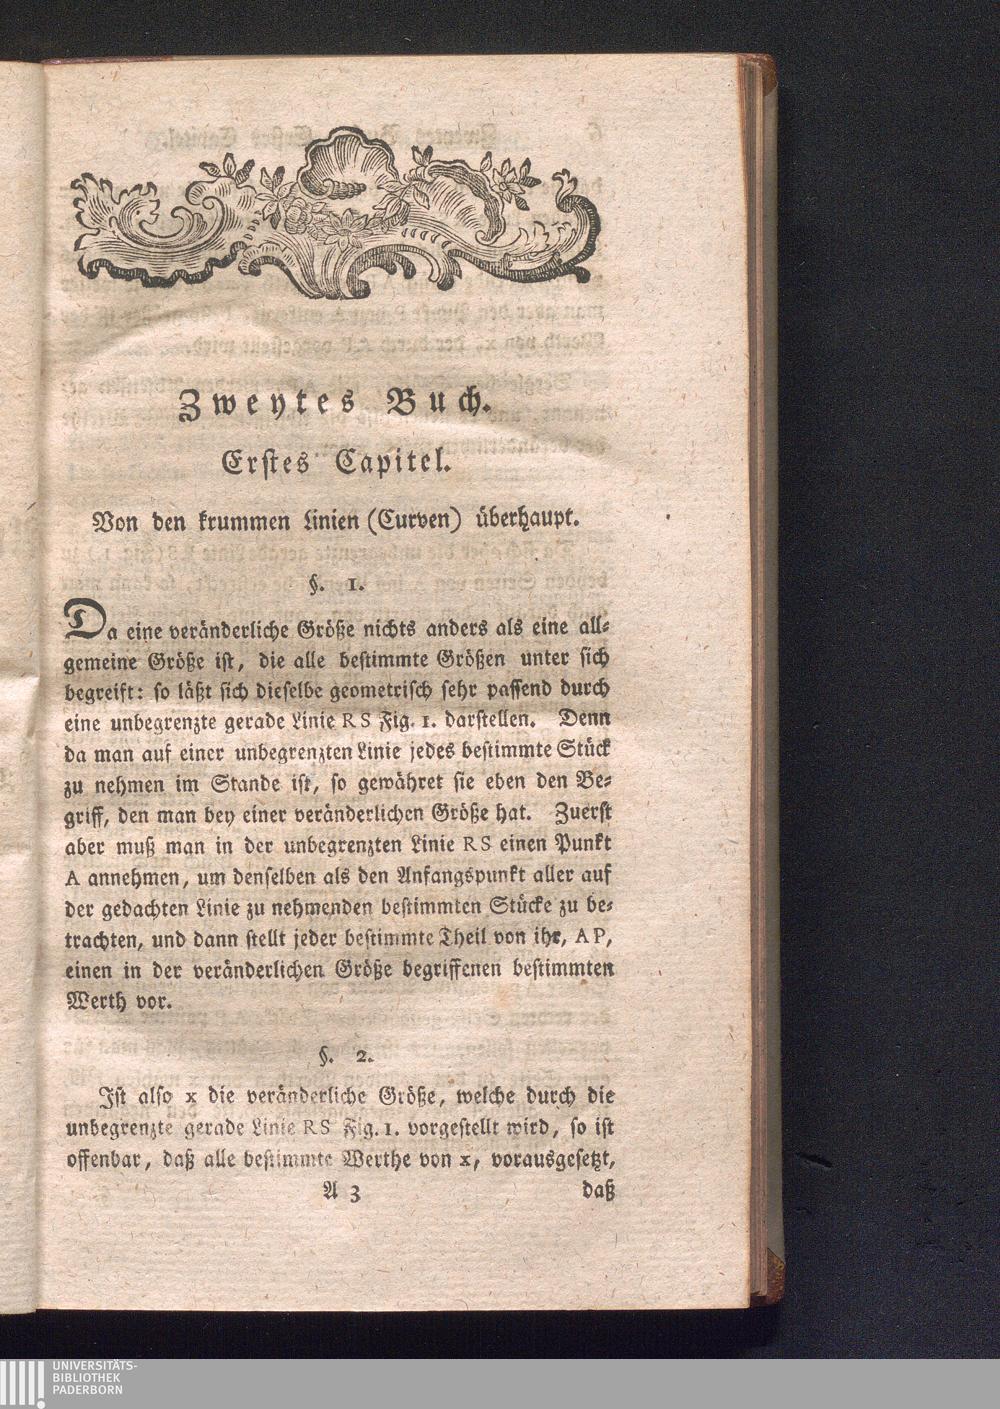 Zweytes Buch.
Erstes Capitel.
Von den krummen Linien (Curven) überhaupt.
§. 1.
Da eine veränderliche Größe nichts anders als eine all-
gemeine Größe ist, die alle bestimmte Größen unter sich
begreift: so läßt sich dieselbe geometrisch sehr passend durch
eine unbegrenzte gerade Linie RS Fig. 1. darstellen. Denn
da man auf einer unbegrenzten Linie jedes bestimmte Stück
zu nehmen im Stande ist, so gewähret sie eben den Be-
griff, den man bey einer veränderlichen Größe hat. Zuerst
aber muß man in der unbegrenzten Linie RS einen Punkt
A annehmen, um denselben als den Anfangspunkt aller auf
der gedachten Linie zu nehmenden bestimmten Stücke zu be-
trachten, und dann stellt jeder bestimmte Theil von ihr, AP,
einen in der veränderlichen Größe begriffenen bestimmten
Werth vor.
§. 2.
Ist also x die veränderliche Größe, welche durch die
unbegrenzte gerade Linie RS Fig. 1. vorgestellt wird, so ist
offenbar, daß alle bestimmte Werthe von x, vorausgesetzt,
A 3 daß
UNIVERSITÄTS-
BIBLIOTHEK
PADERBORN